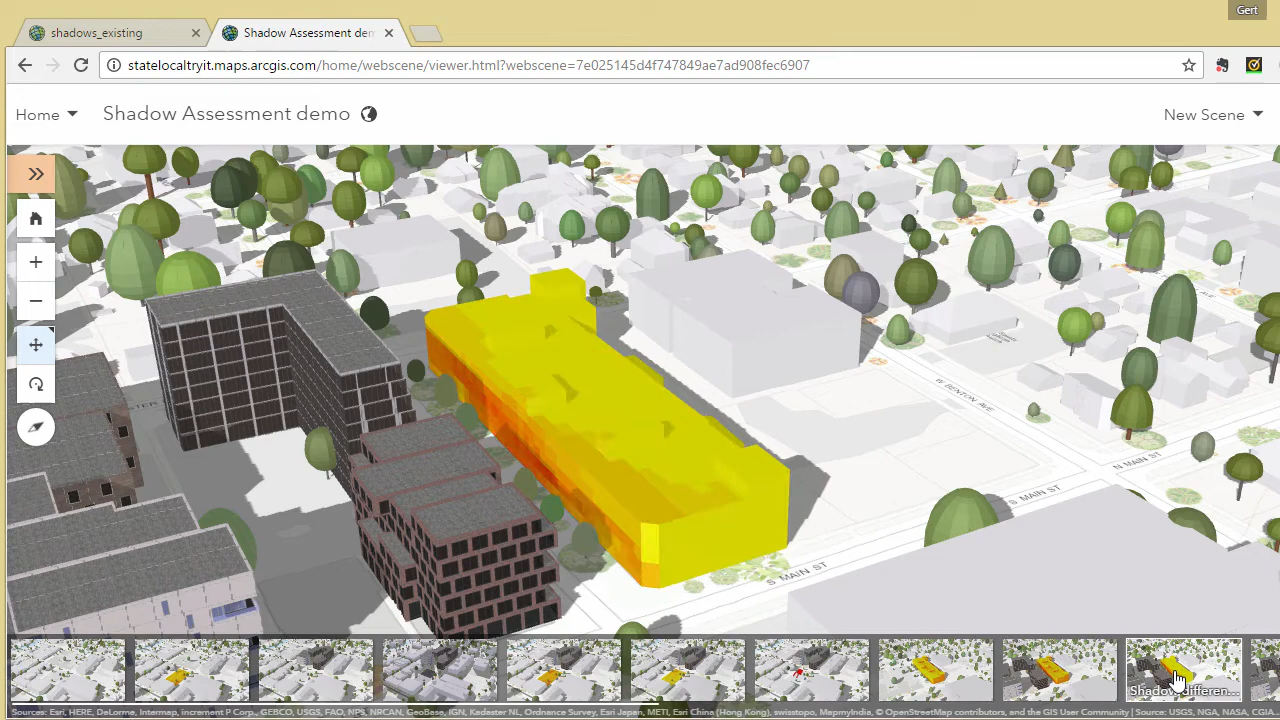 Gert
shadows_existing
Shadow Assessment dem
statelocaltryit.maps.arcgis.com/home/webscene/viewer.html?webscene=7e025145d4f747849ae7ad908fec6907
Home
Shadow Assessment demo
New Scene
W BENTON AVE
N MAIN ST
S MAIN ST
S MAIN ST
Shadow differen...
Sources: Esri, HERE, DeLorme, Intermap, increment P Corp., GEBCO, USGS, FAO, NPS, NRCAN, GeoBase, IGN, Kadaster NL, Ordnance Survey, Esri Japan, METI, Esri China (Hong Kong), swisstopo, MapmyIndia, © OpenStreetMap contributors, and the GIS User Community | Source: USGS, NGA, NASA, CGIA,